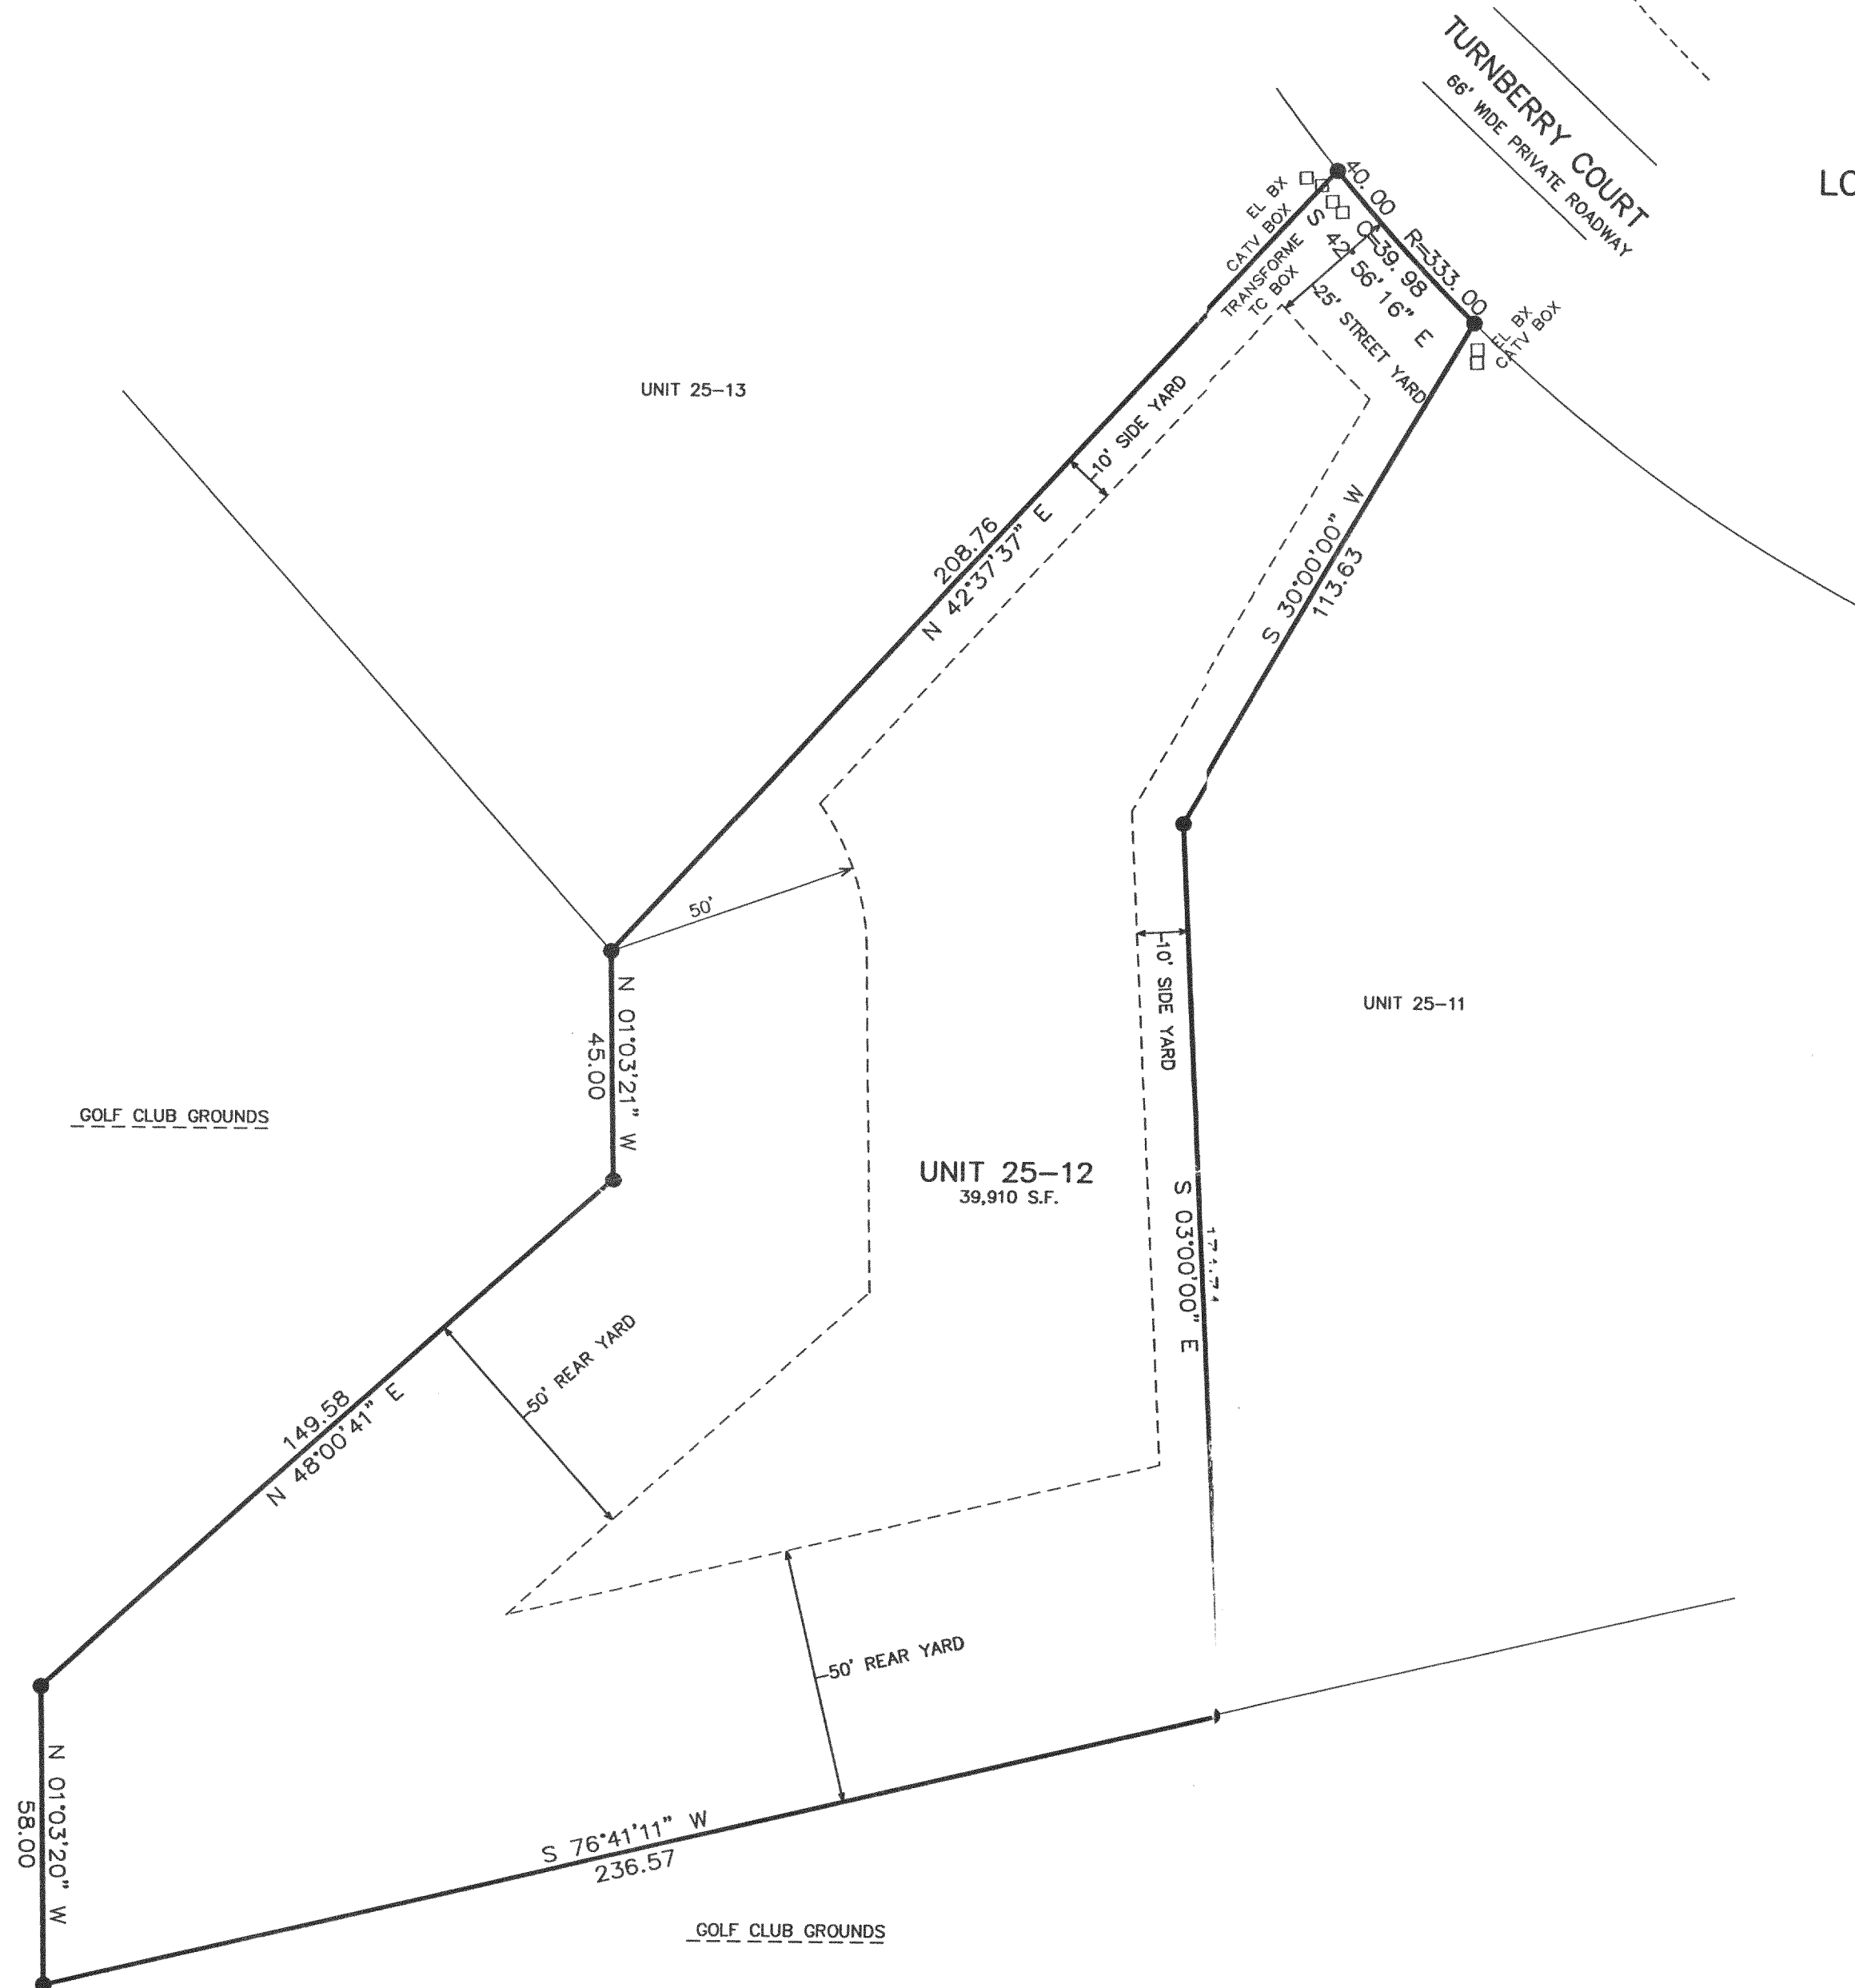 TURNBERRY COURT
66' WIDE PRIVATE ROADWAY
LO
40.00 R=333.00
C=39.98
S 42°56'16" E
EL BX
CATV BOX
TRANSFORME
TC BOX
EL BX
CATV BOX
25' STREET YARD
UNIT 25-13
10' SIDE YARD
208.76
N 42°37'37" E
S 30°00'00" W
113.63
50'
10' SIDE YARD
UNIT 25-11
N 01°03'21" W
45.00
GOLF CLUB GROUNDS
UNIT 25-12
39,910 S.F.
S 03°00'00" E
50' REAR YARD
149.58
N 48°00'41" E
50' REAR YARD
N 01°03'20" W
58.00
S 76°41'11" W
236.57
GOLF CLUB GROUNDS